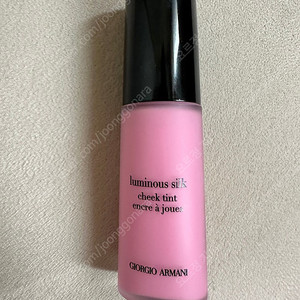 luminous silk
cheek tint
encre à joues
GIORGIO ARMANI